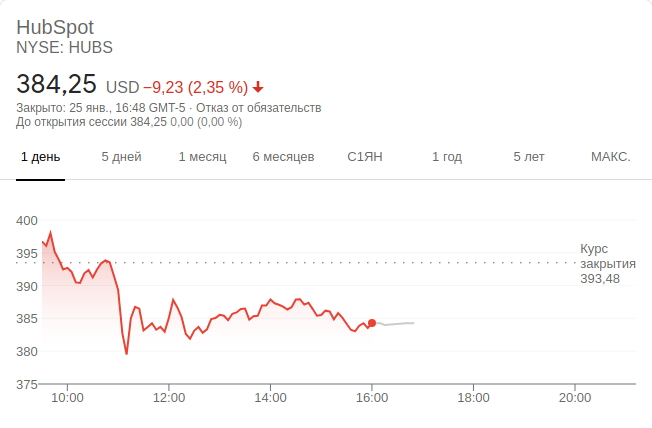 HubSpot
NYSE: HUBS
384,25 USD −9,23 (2,35 %)
Закрыто: 25 янв., 16:48 GMT-5 · Отказ от обязательств
До открытия сессии 384,25 0,00 (0,00 %)
1 день 5 дней 1 месяц 6 месяцев С1ЯН 1 год 5 лет МАКС.
400
395
390
385
380
375
Курс
закрытия
393,48
10:00 12:00 14:00 16:00 18:00 20:00